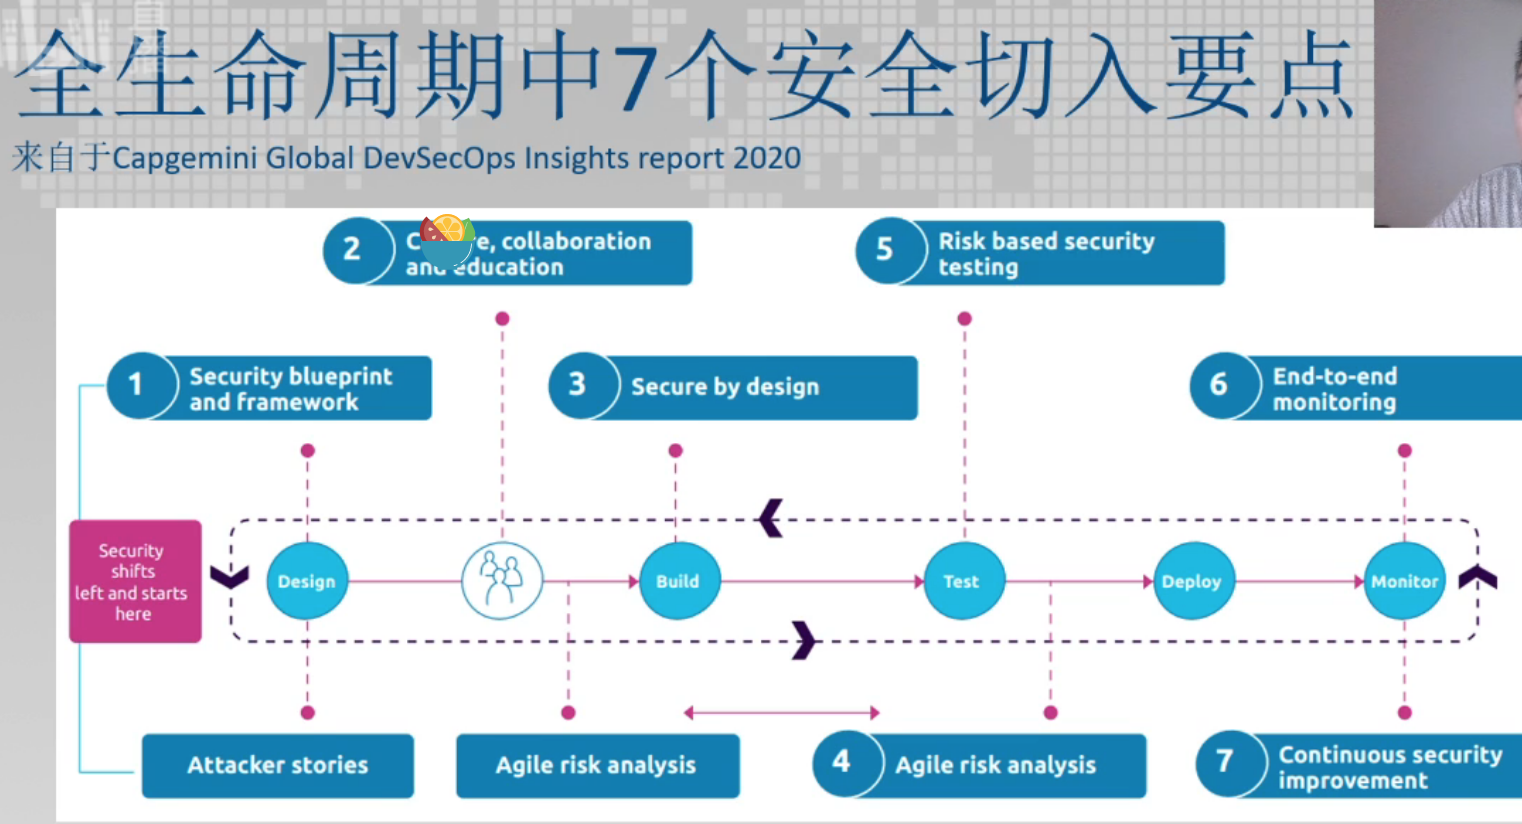 全生命周期中7个安全切入要点
来自于Capgemini Global DevSecOps Insights report 2020
2
collaboration
and education
5
Risk based security
testing
1
Security blueprint
and framework
3
Secure by design
6
End-to-end
monitoring
Security
shifts
left and starts
here
Design
Build
Test
Deploy
Monitor
Attacker stories
Agile risk analysis
4
Agile risk analysis
7
Continuous security
improvement